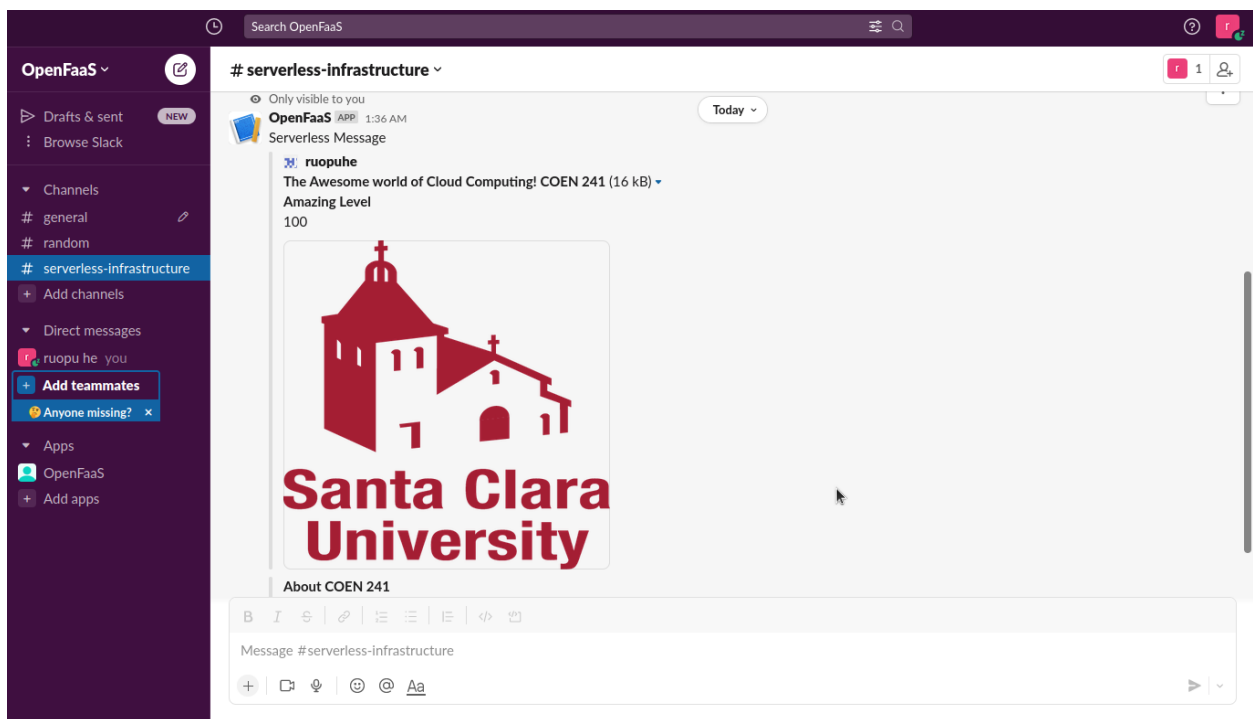 Search OpenFaaS
r
OpenFaaS
# serverless-infrastructure
r 1
Drafts & sent NEW
Browse Slack
Channels
# general
# random
# serverless-infrastructure
+ Add channels
Direct messages
r ruopu he you
+ Add teammates
Anyone missing? ×
Apps
OpenFaaS
+ Add apps
Only visible to you
Today
OpenFaaS APP 1:36 AM
Serverless Message
ruopuhe
The Awesome world of Cloud Computing! COEN 241 (16 kB)
Amazing Level
100
Santa Clara
University
About COEN 241
B I S
Message #serverless-infrastructure
+ @ Aa